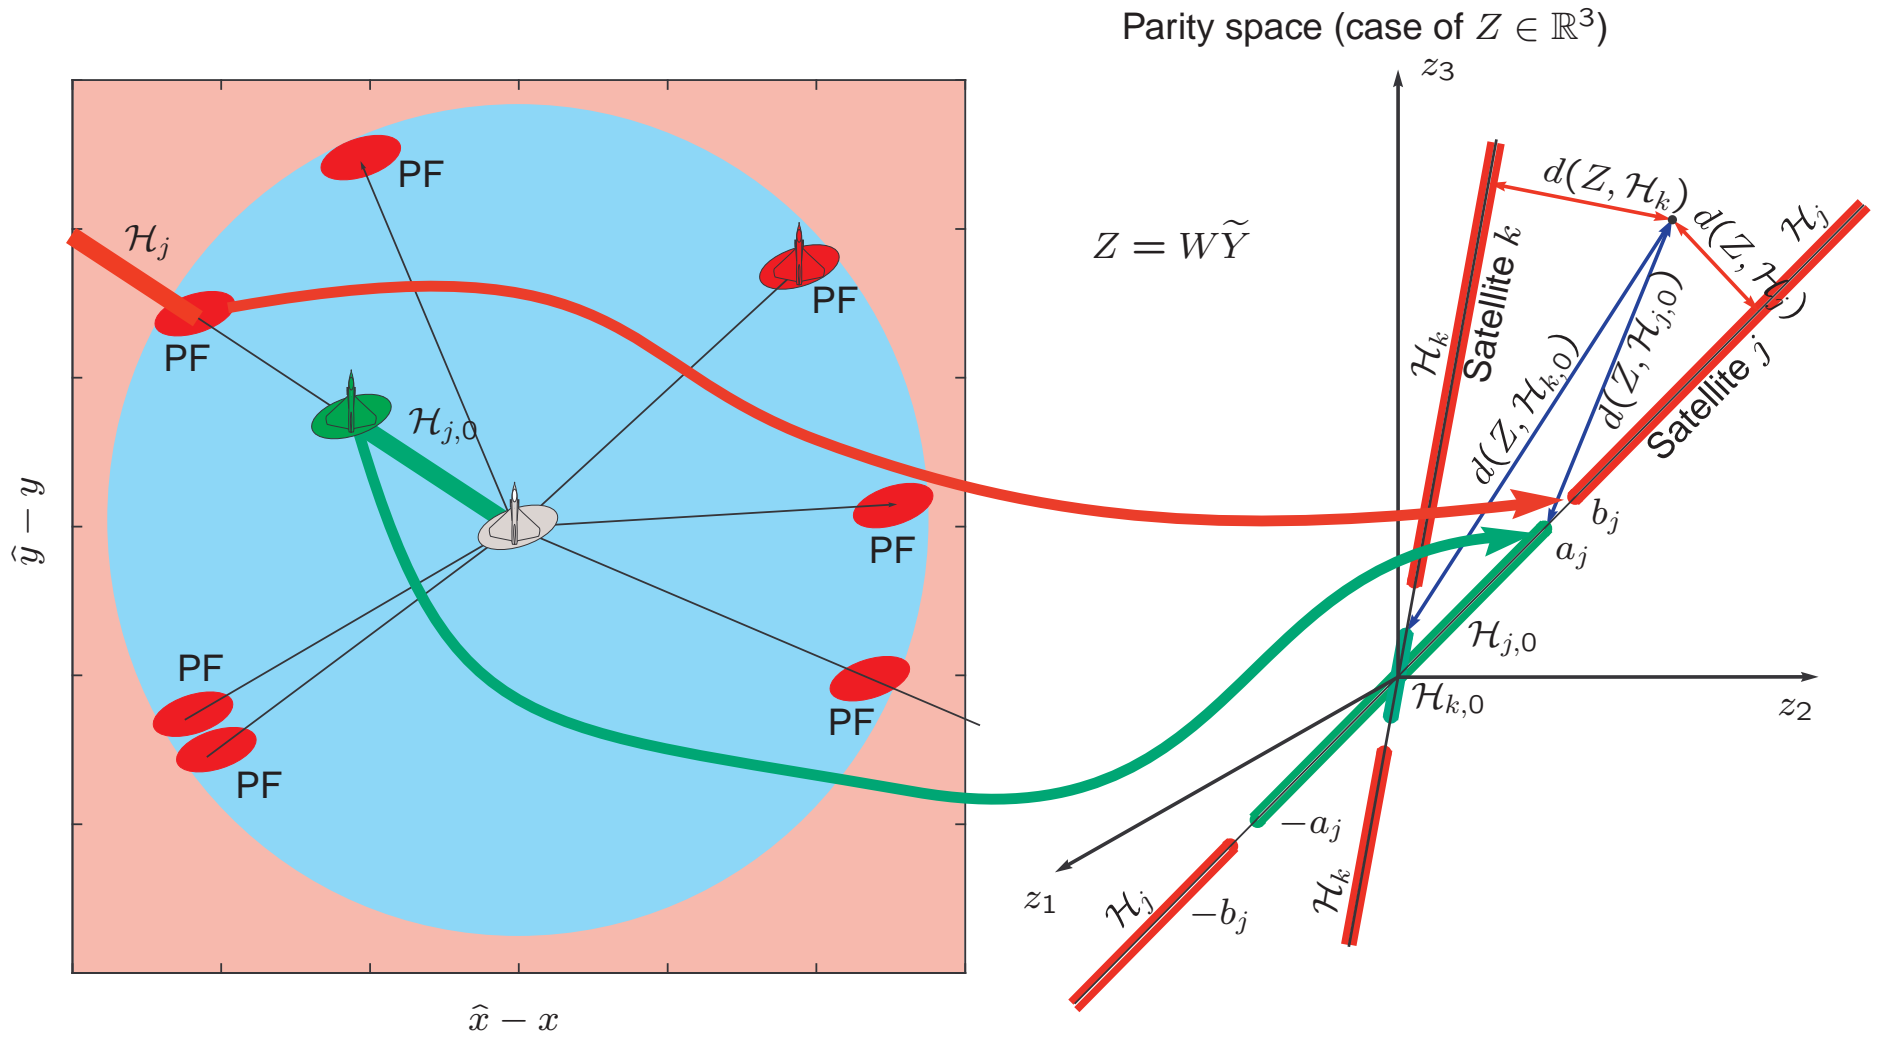 Parity space (case of Z ∈ ℝ³)
z₃
PF
ℋⱼ
PF
PF
ℋⱼ,₀
PF
PF
PF
PF
PF
ŷ − y
x̂ − x
Z = WỸ
d(Z, ℋₖ)
d(Z, ℋⱼ)
ℋⱼ
ℋₖ
Satellite k
d(Z, ℋₖ,₀)
d(Z, ℋⱼ,₀)
Satellite j
bⱼ
aⱼ
ℋⱼ,₀
ℋₖ,₀
z₂
−aⱼ
z₁
ℋⱼ
−bⱼ
ℋₖ